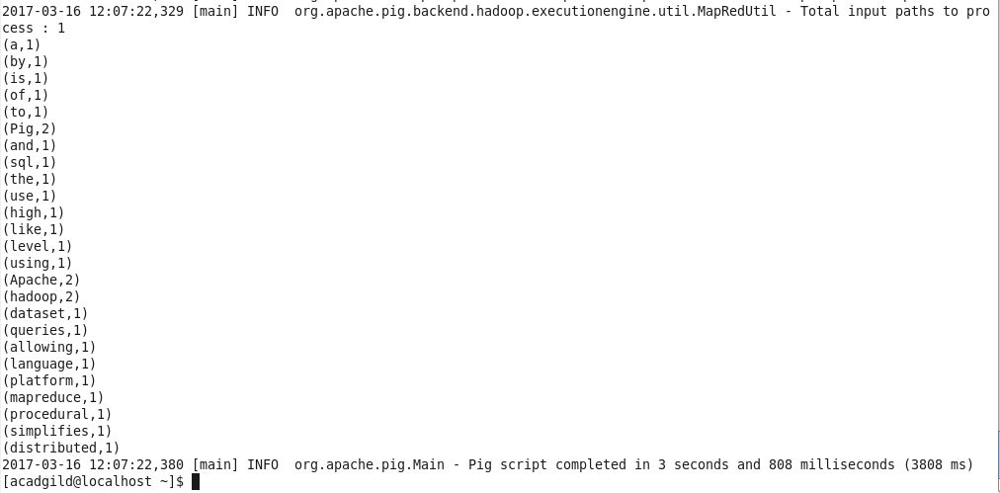 2017-03-16 12:07:22,329 [main] INFO  org.apache.pig.backend.hadoop.executionengine.util.MapRedUtil - Total input paths to pro
cess : 1
(a,1)
(by,1)
(is,1)
(of,1)
(to,1)
(Pig,2)
(and,1)
(sql,1)
(the,1)
(use,1)
(high,1)
(like,1)
(level,1)
(using,1)
(Apache,2)
(hadoop,2)
(dataset,1)
(queries,1)
(allowing,1)
(language,1)
(platform,1)
(mapreduce,1)
(procedural,1)
(simplifies,1)
(distributed,1)
2017-03-16 12:07:22,380 [main] INFO  org.apache.pig.Main - Pig script completed in 3 seconds and 808 milliseconds (3808 ms)
[acadgild@localhost ~]$